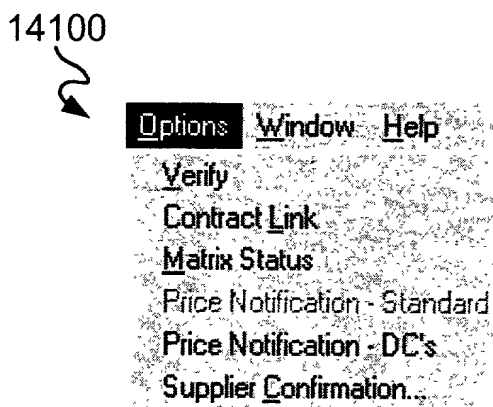 14100
Options Window Help
Verify
Contract Link
Matrix Status
Price Notification - Standard
Price Notification - DC's
Supplier Confirmation...